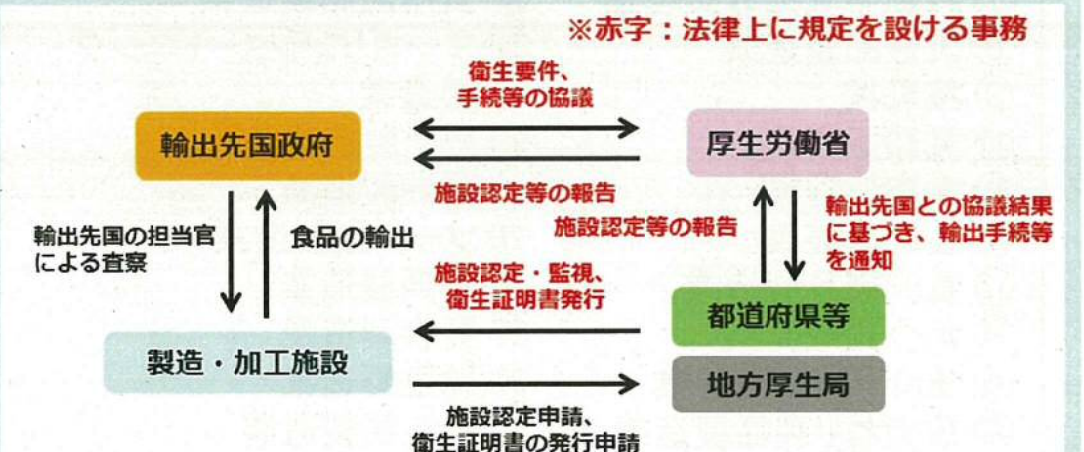 ※赤字：法律上に規定を設ける事務
衛生要件、
手続等の協議
輸出先国政府
厚生労働省
施設認定等の報告
施設認定等の報告
輸出先国との協議結果
に基づき、輸出手続等
を通知
輸出先国の担当官
による査察
食品の輸出
施設認定・監視、
衛生証明書発行
都道府県等
製造・加工施設
地方厚生局
施設認定申請、
衛生証明書の発行申請